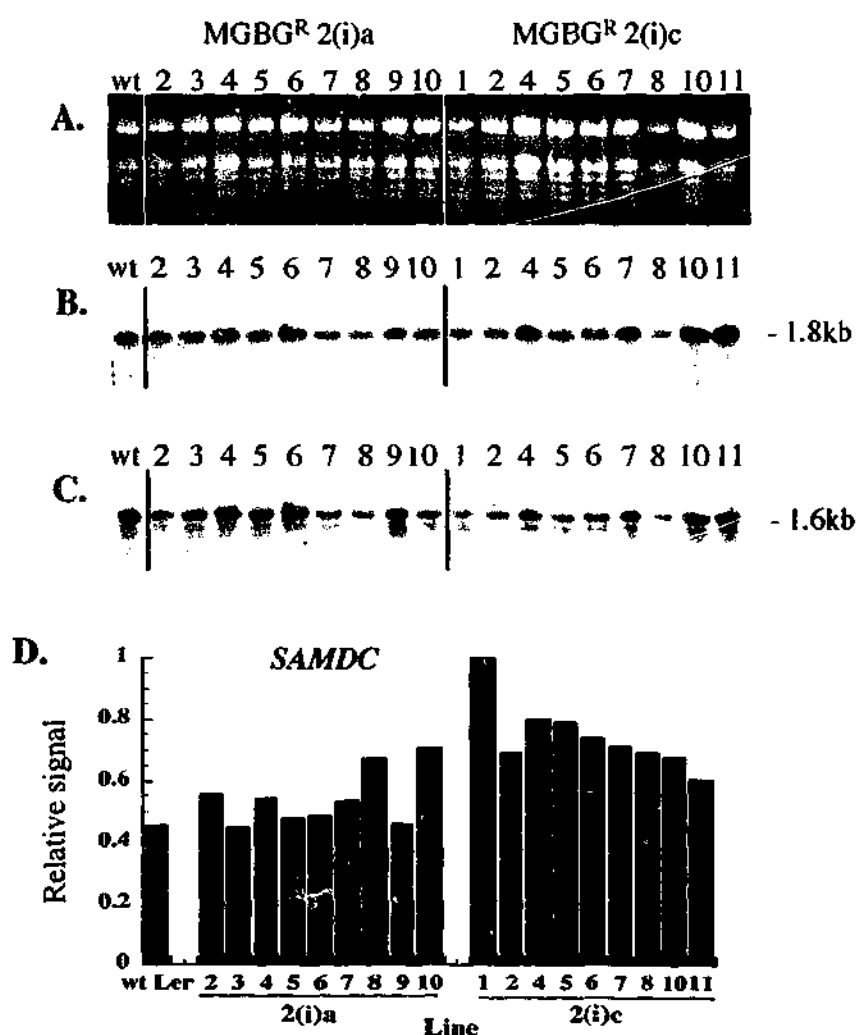 MGBGᴿ 2(i)a MGBGᴿ 2(i)c
wt 2 3 4 5 6 7 8 9 10 1 2 4 5 6 7 8 10 11
A.
wt 2 3 4 5 6 7 8 9 10 1 2 4 5 6 7 8 10 11
B.
- 1.8kb
wt 2 3 4 5 6 7 8 9 10 1 2 4 5 6 7 8 10 11
C.
- 1.6kb
D.
SAMDC
Relative signal
1
0.8
0.6
0.4
0.2
0
wt Ler 2 3 4 5 6 7 8 9 10 1 2 4 5 6 7 8 10 11
2(i)a 2(i)c
Line